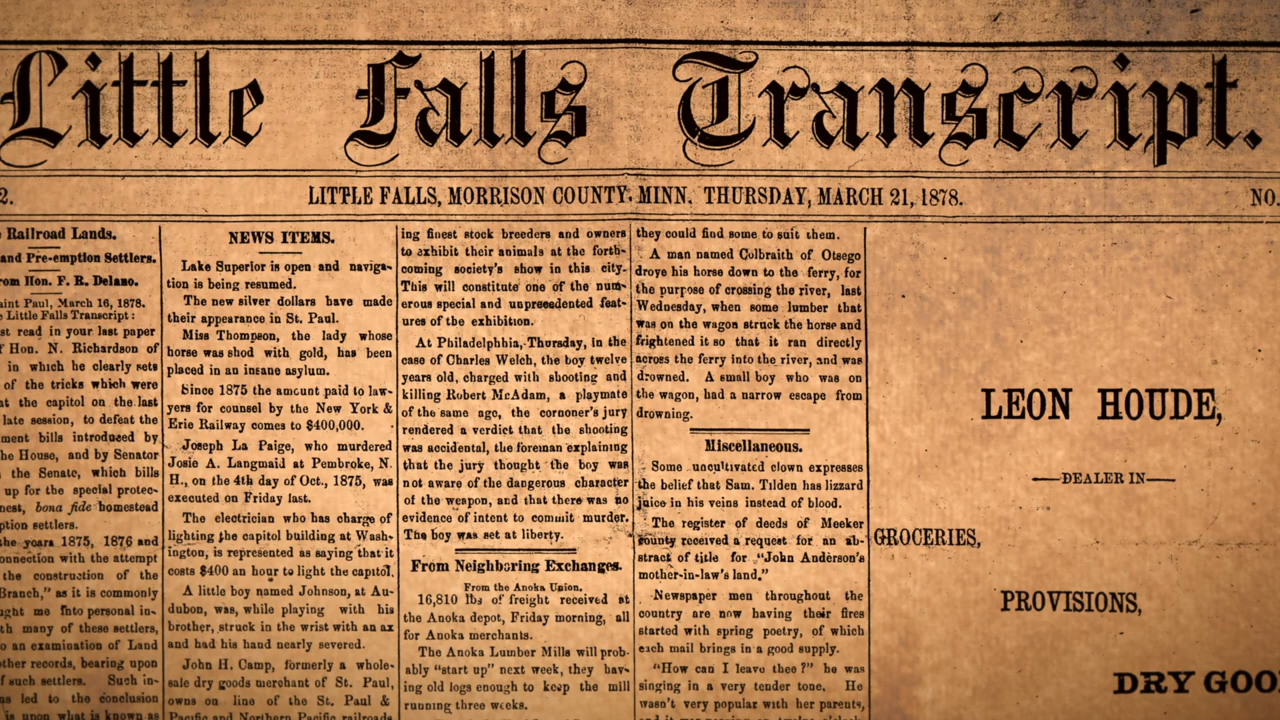 Little Falls Transcript.
2. LITTLE FALLS, MORRISON COUNTY, MINN. THURSDAY, MARCH 21, 1878. NO.
Railroad Lands.
and Pre-emption Settlers.
rom Hon. F. R. Delano.
aint Paul, March 16, 1878.
e Little Falls Transcript:
st read in your last paper
f Hon. N. Richardson of
in which he clearly sets
of the tricks which were
at the capitol on the last
late session, to defeat the
ment bills introduced by
he House, and by Senator
the Senate, which bills
up for the special protec-
nest, bona fide homestead
ption settlers.
the years 1875, 1876 and
onnection with the attempt
the construction of the
Branch," as it is commonly
ught me into personal in-
th many of these settlers,
o an examination of Land
ther records, bearing upon
f such settlers. Such in-
ns led to the conclusion
is upon what is known as
NEWS ITEMS.
Lake Superior is open and naviga-
tion is being resumed.
The new silver dollars have made
their appearance in St. Paul.
Miss Thompson, the lady whose
horse was shod with gold, has been
placed in an insane asylum.
Since 1875 the amount paid to law-
yers for counsel by the New York &
Erie Railway comes to $400,000.
Joseph La Paige, who murdered
Josie A. Langmaid at Pembroke, N.
H., on the 4th day of Oct., 1875, was
executed on Friday last.
The electrician who has charge of
lighting the capitol building at Wash-
ington, is represented as saying that it
costs $400 an hour to light the capitol.
A little boy named Johnson, at Au-
dubon, was, while playing with his
brother, struck in the wrist with an ax
and had his hand nearly severed.
John H. Camp, formerly a whole-
sale dry goods merchant of St. Paul,
owns on line of the St. Paul &
Pacific and Northern Pacific railroads
ing finest stock breeders and owners
to exhibit their animals at the forth-
coming society's show in this city.
This will constitute one of the num-
erous special and unpreeedented feat-
ures of the exhibition.
At Philadelphhia, Thursday, in the
case of Charles Welch, the boy twelve
years old, charged with shooting and
killing Robert McAdam, a playmate
of the same age, the cornoner's jury
rendered a verdict that the shooting
was accidental, the foreman explaining
that the jury thought the boy was
not aware of the dangerous character
of the weapon, and that there was no
evidence of intent to commit murder.
The boy was set at liberty.
From Neighboring Exchanges.
From the Anoka Union.
16,810 lbs of freight received at
the Anoka depot, Friday morning, all
for Anoka merchants.
The Anoka Lumber Mills will prob-
ably "start up" next week, they hav-
ing old logs enough to keep the mill
running three weeks.
they could find some to suit them.
A man named Colbraith of Otsego
drove his horse down to the ferry, for
the purpose of crossing the river, last
Wednesday, when some lumber that
was on the wagon struck the horse and
frightened it so that it ran directly
across the ferry into the river, and was
drowned. A small boy who was on
the wagon, had a narrow escape from
drowning.
Miscellaneous.
Some uncultivated clown expresses
the belief that Sam. Tilden has lizzard
juice in his veins instead of blood.
The register of deeds of Meeker
county received a request for an ab-
stract of title for "John Anderson's
mother-in-law's land."
Newspaper men throughout the
country are now having their fires
started with spring poetry, of which
each mail brings in a good supply.
"How can I leave thee?" he was
singing in a very tender tone. He
wasn't very popular with her parents,
LEON HOUDE,
DEALER IN
GROCERIES,
PROVISIONS,
DRY GOO